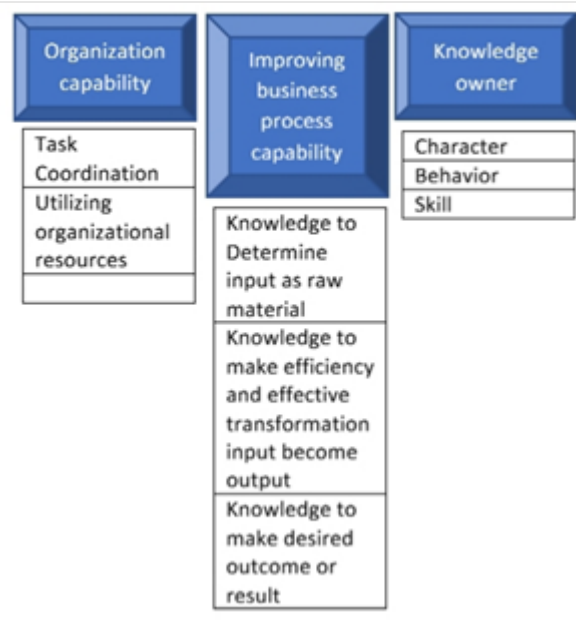 Organization
capability
Task
Coordination
Utilizing
organizational
resources
Improving
business
process
capability
Knowledge to
Determine
input as raw
material
Knowledge to
make efficiency
and effective
transformation
input become
output
Knowledge to
make desired
outcome or
result
Knowledge
owner
Character
Behavior
Skill